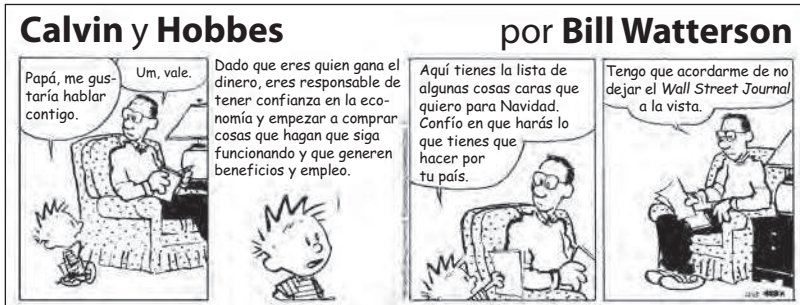 Calvin y Hobbes
por Bill Watterson
Papá, me gus-
taría hablar
contigo.
Um, vale.
Dado que eres quien gana el
dinero, eres responsable de
tener confianza en la eco-
nomía y empezar a comprar
cosas que hagan que siga
funcionando y que generen
beneficios y empleo.
Aquí tienes la lista de
algunas cosas caras que
quiero para Navidad.
Confío en que harás lo
que tienes que
hacer por
tu país.
Tengo que acordarme de no
dejar el Wall Street Journal
a la vista.